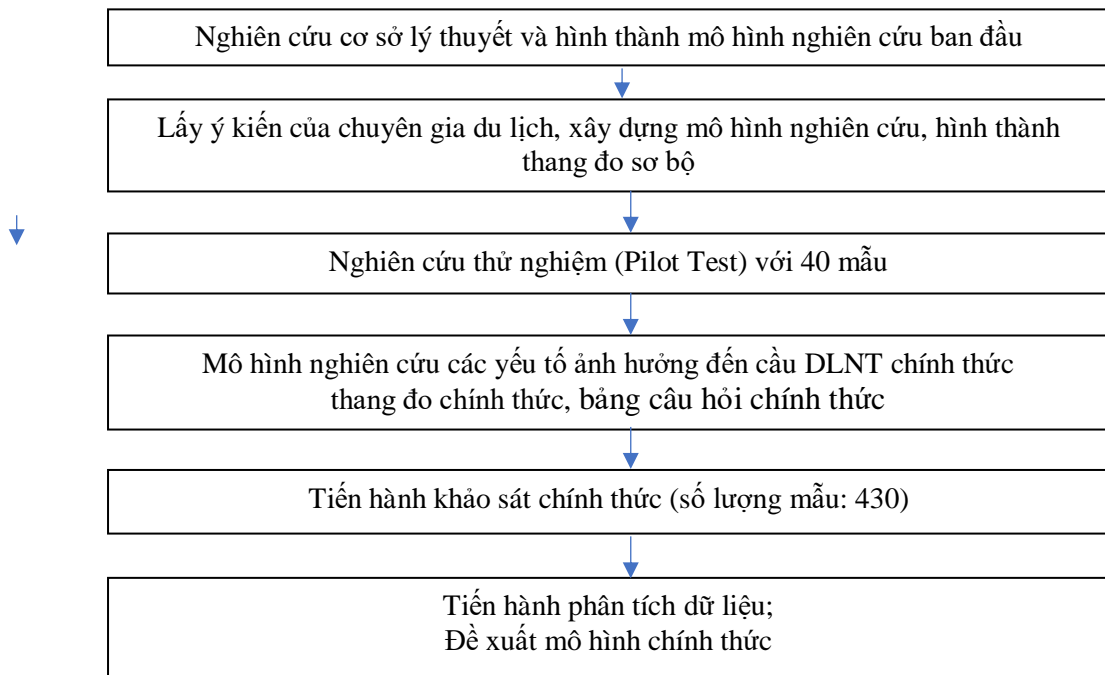 Nghiên cứu cơ sở lý thuyết và hình thành mô hình nghiên cứu ban đầu
Lấy ý kiến của chuyên gia du lịch, xây dựng mô hình nghiên cứu, hình thành
thang đo sơ bộ
Nghiên cứu thử nghiệm (Pilot Test) với 40 mẫu
Mô hình nghiên cứu các yếu tố ảnh hưởng đến cầu DLNT chính thức
thang đo chính thức, bảng câu hỏi chính thức
Tiến hành khảo sát chính thức (số lượng mẫu: 430)
Tiến hành phân tích dữ liệu;
Đề xuất mô hình chính thức